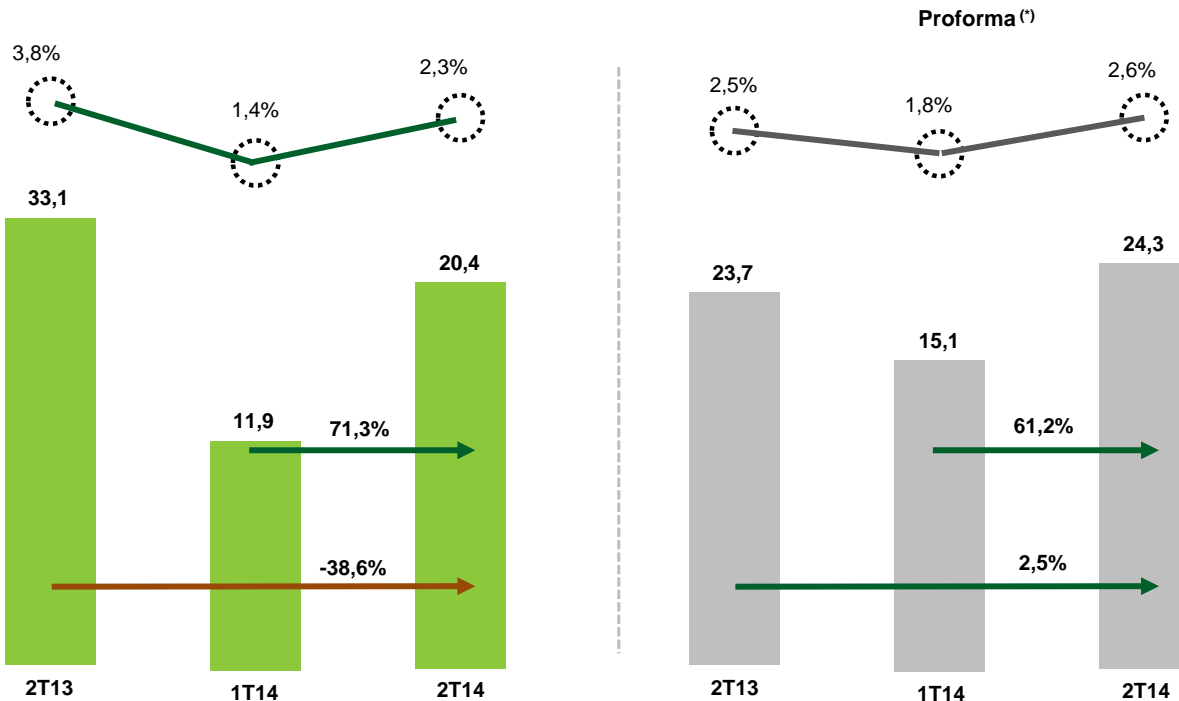 Proforma (*)
3,8%
1,4%
2,3%
33,1
11,9
20,4
71,3%
-38,6%
2T13
1T14
2T14
2,5%
1,8%
2,6%
23,7
15,1
24,3
61,2%
2,5%
2T13
1T14
2T14